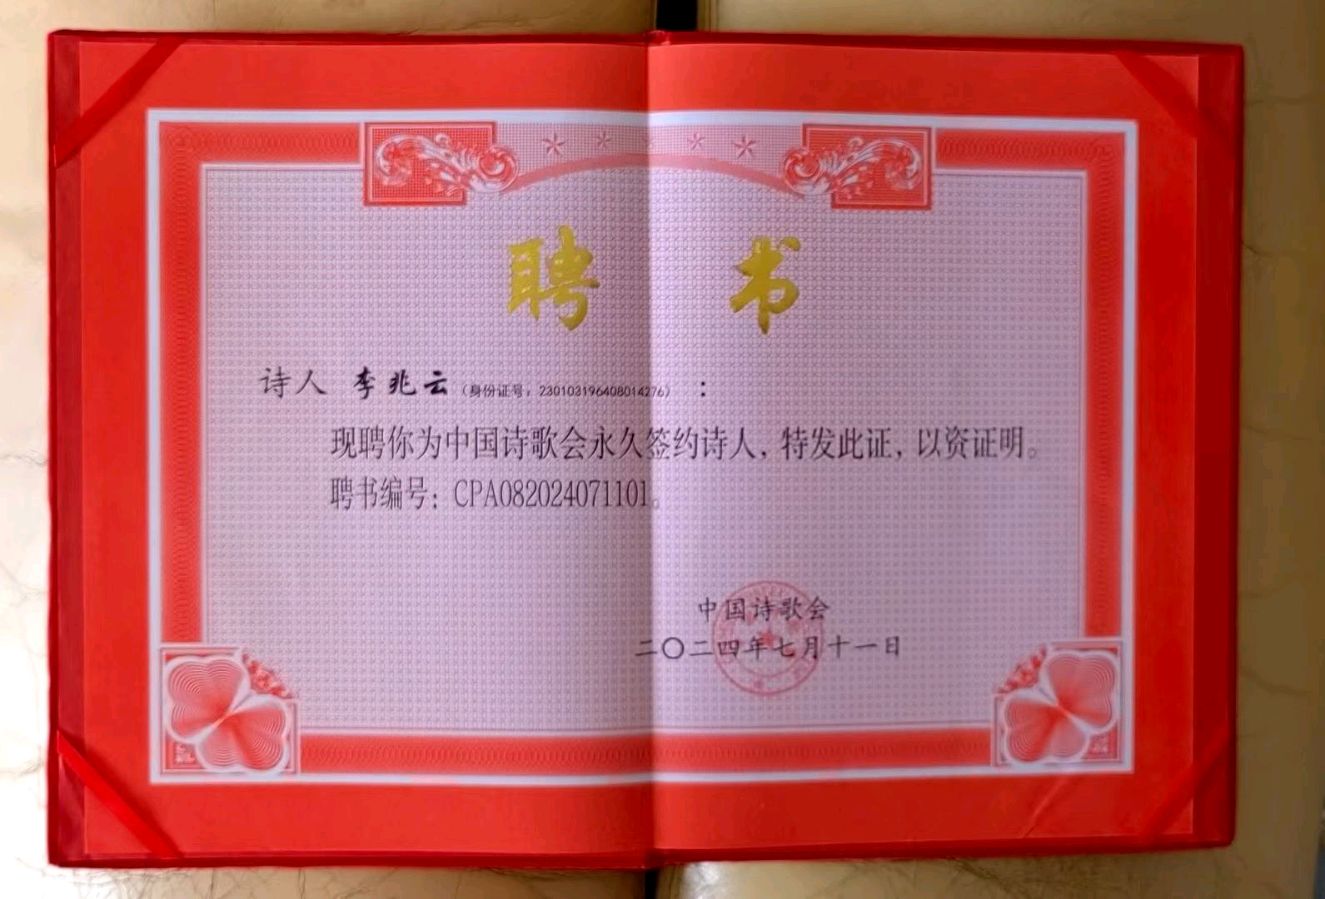 聘书
诗人 李兆云（身份证号：230103196408014276）：
现聘你为中国诗歌会永久签约诗人，特发此证，以资证明。
聘书编号：CPA082024071101。
中国诗歌会
二〇二四年七月十一日